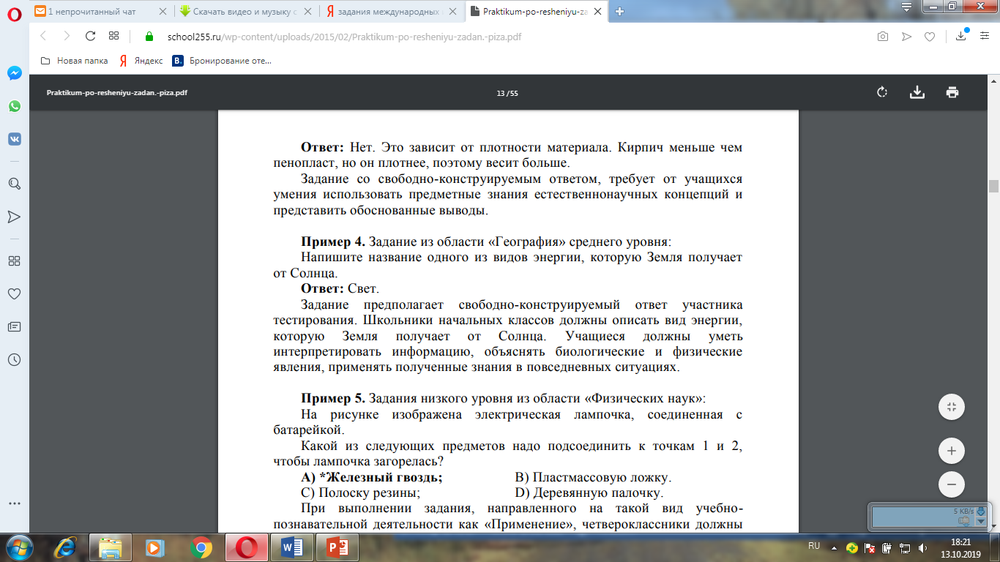 1 непрочитанный чат
Скачать видео и музыку с
задания международных
Praktikum-po-resheniyu-za
school255.ru/wp-content/uploads/2015/02/Praktikum-po-resheniyu-zadan.-piza.pdf
Новая папка
Яндекс
Бронирование оте...
Praktikum-po-resheniyu-zadan.-piza.pdf
13 / 55
Ответ: Нет. Это зависит от плотности материала. Кирпич меньше чем
пенопласт, но он плотнее, поэтому весит больше.
Задание со свободно-конструируемым ответом, требует от учащихся
умения использовать предметные знания естественнонаучных концепций и
представить обоснованные выводы.
Пример 4. Задание из области «География» среднего уровня:
Напишите название одного из видов энергии, которую Земля получает
от Солнца.
Ответ: Свет.
Задание предполагает свободно-конструируемый ответ участника
тестирования. Школьники начальных классов должны описать вид энергии,
которую Земля получает от Солнца. Учащиеся должны уметь
интерпретировать информацию, объяснять биологические и физические
явления, применять полученные знания в повседневных ситуациях.
Пример 5. Задания низкого уровня из области «Физических наук»:
На рисунке изображена электрическая лампочка, соединенная с
батарейкой.
Какой из следующих предметов надо подсоединить к точкам 1 и 2,
чтобы лампочка загорелась?
A) *Железный гвоздь; B) Пластмассовую ложку.
C) Полоску резины; D) Деревянную палочку.
При выполнении задания, направленного на такой вид учебно-
познавательной деятельности как «Применение», четвероклассники должны
5 KB/s
RU
18:21
13.10.2019